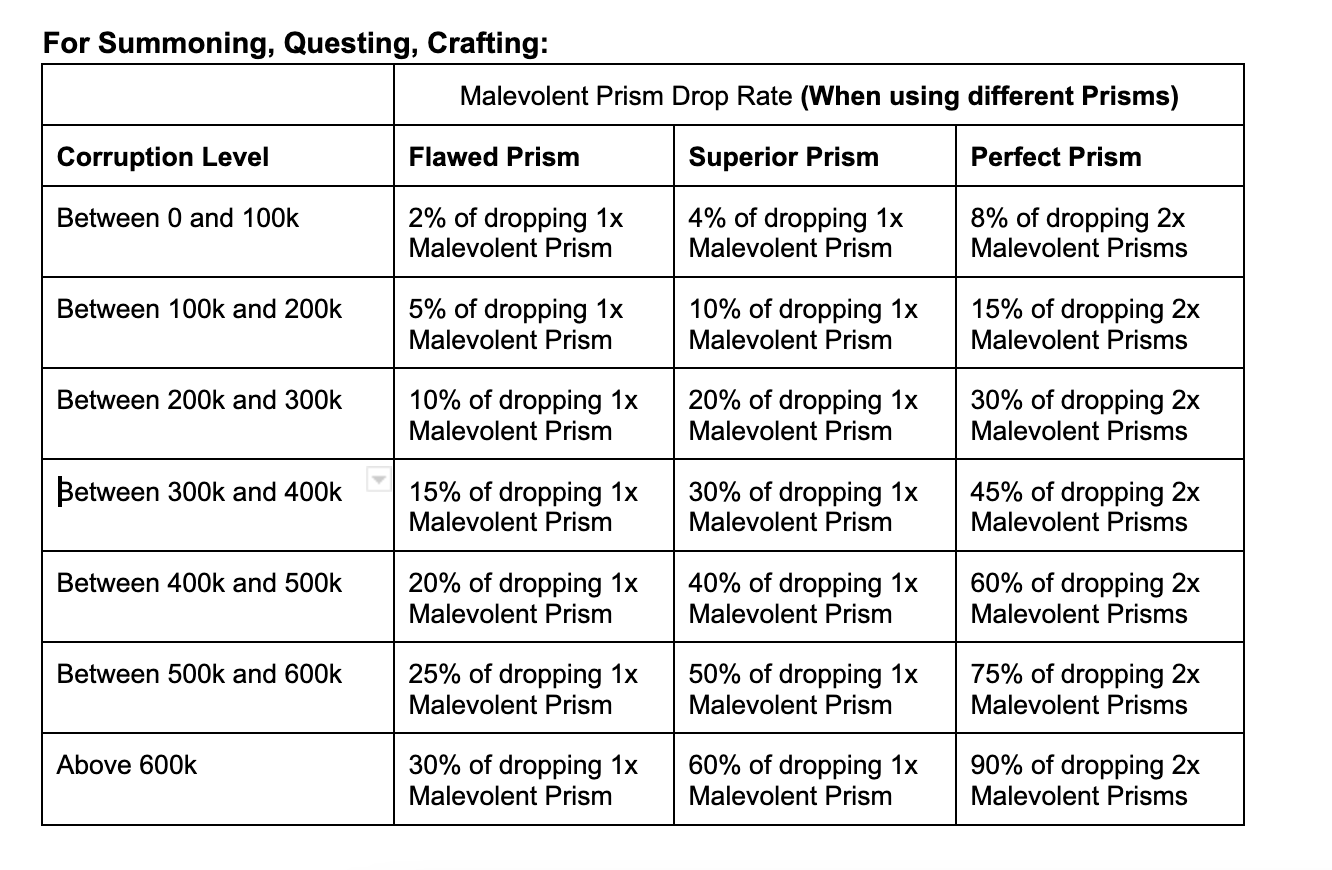 For Summoning, Questing, Crafting:
Malevolent Prism Drop Rate (When using different Prisms)
Corruption Level
Flawed Prism
Superior Prism
Perfect Prism
Between 0 and 100k
2% of dropping 1x
Malevolent Prism
4% of dropping 1x
Malevolent Prism
8% of dropping 2x
Malevolent Prisms
Between 100k and 200k
5% of dropping 1x
Malevolent Prism
10% of dropping 1x
Malevolent Prism
15% of dropping 2x
Malevolent Prisms
Between 200k and 300k
10% of dropping 1x
Malevolent Prism
20% of dropping 1x
Malevolent Prism
30% of dropping 2x
Malevolent Prisms
Between 300k and 400k
15% of dropping 1x
Malevolent Prism
30% of dropping 1x
Malevolent Prism
45% of dropping 2x
Malevolent Prisms
Between 400k and 500k
20% of dropping 1x
Malevolent Prism
40% of dropping 1x
Malevolent Prism
60% of dropping 2x
Malevolent Prisms
Between 500k and 600k
25% of dropping 1x
Malevolent Prism
50% of dropping 1x
Malevolent Prism
75% of dropping 2x
Malevolent Prisms
Above 600k
30% of dropping 1x
Malevolent Prism
60% of dropping 1x
Malevolent Prism
90% of dropping 2x
Malevolent Prisms